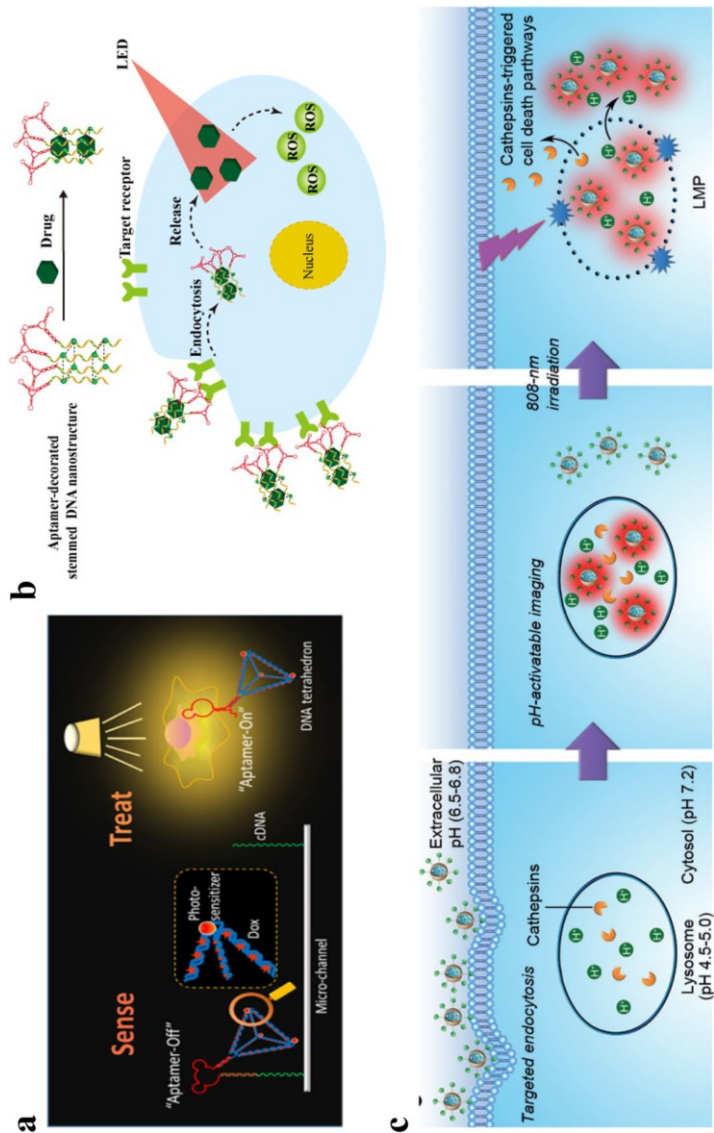 a
Sense
Treat
"Aptamer-Off"
Photo-
sensitizer
Dox
Micro-channel
cDNA
"Aptamer-On"
DNA tetrahedron
b
Aptamer-decorated
stemmed DNA nanostructure
Drug
Target receptor
LED
Endocytosis
Release
ROS
ROS
ROS
Nucleus
c
Targeted endocytosis
Extracellular
pH (6.5-6.8)
Cathepsins
Lysosome
(pH 4.5-5.0)
Cytosol (pH 7.2)
H+
H+
H+
H+
H+
H+
pH-activatable imaging
H+
H+
H+
H+
H+
H+
808-nm
irradiation
Cathepsins-triggered
cell death parthways
H+
H+
H+
H+
H+
LMP